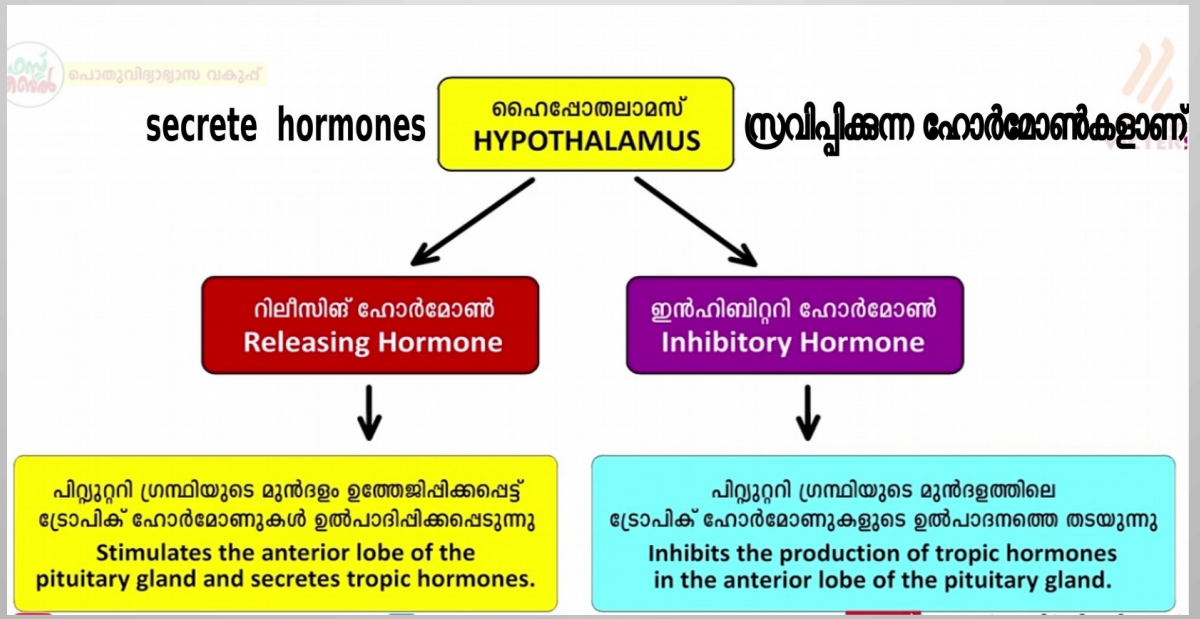 പൊതുവിദ്യാഭ്യാസ വകുപ്പ്
ഹൈപ്പോതലാമസ്
secrete hormones HYPOTHALAMUS സ്രവിപ്പിക്കുന്ന ഹോർമോൺകളാണ്
റിലീസിങ് ഹോർമോൺ
Releasing Hormone
ഇൻഹിബിറ്ററി ഹോർമോൺ
Inhibitory Hormone
പിറ്റ്യുറ്ററി ഗ്രന്ഥിയുടെ മുൻദളം ഉത്തേജിപ്പിക്കപ്പെട്ട്
ട്രോപിക് ഹോർമോണുകൾ ഉൽപാദിപ്പിക്കപ്പെടുന്നു
Stimulates the anterior lobe of the
pituitary gland and secretes tropic hormones.
പിറ്റ്യുറ്ററി ഗ്രന്ഥിയുടെ മുൻദളത്തിലെ
ട്രോപിക് ഹോർമോണുകളുടെ ഉൽപാദനത്തെ തടയുന്നു
Inhibits the production of tropic hormones
in the anterior lobe of the pituitary gland.